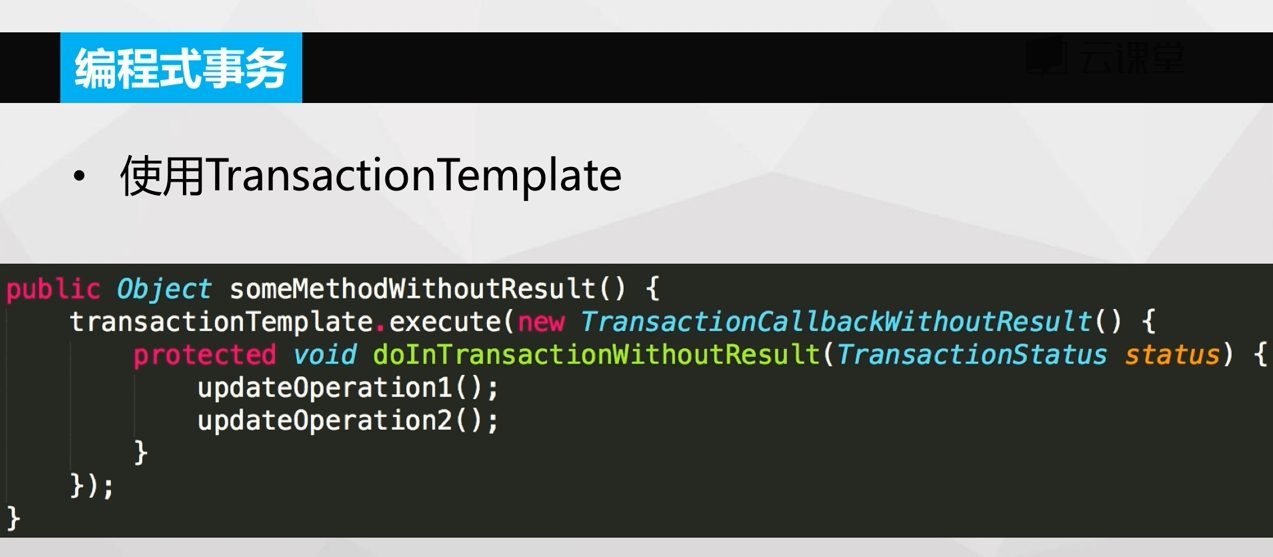 编程式事务
云课堂
• 使用TransactionTemplate
public Object someMethodWithoutResult() {
    transactionTemplate.execute(new TransactionCallbackWithoutResult() {
        protected void doInTransactionWithoutResult(TransactionStatus status) {
            updateOperation1();
            updateOperation2();
        }
    });
}